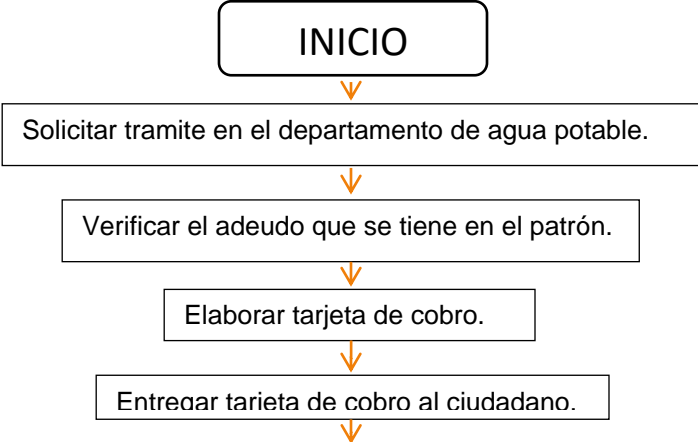 INICIO
Solicitar tramite en el departamento de agua potable.
Verificar el adeudo que se tiene en el patrón.
Elaborar tarjeta de cobro.
Entregar tarjeta de cobro al ciudadano.